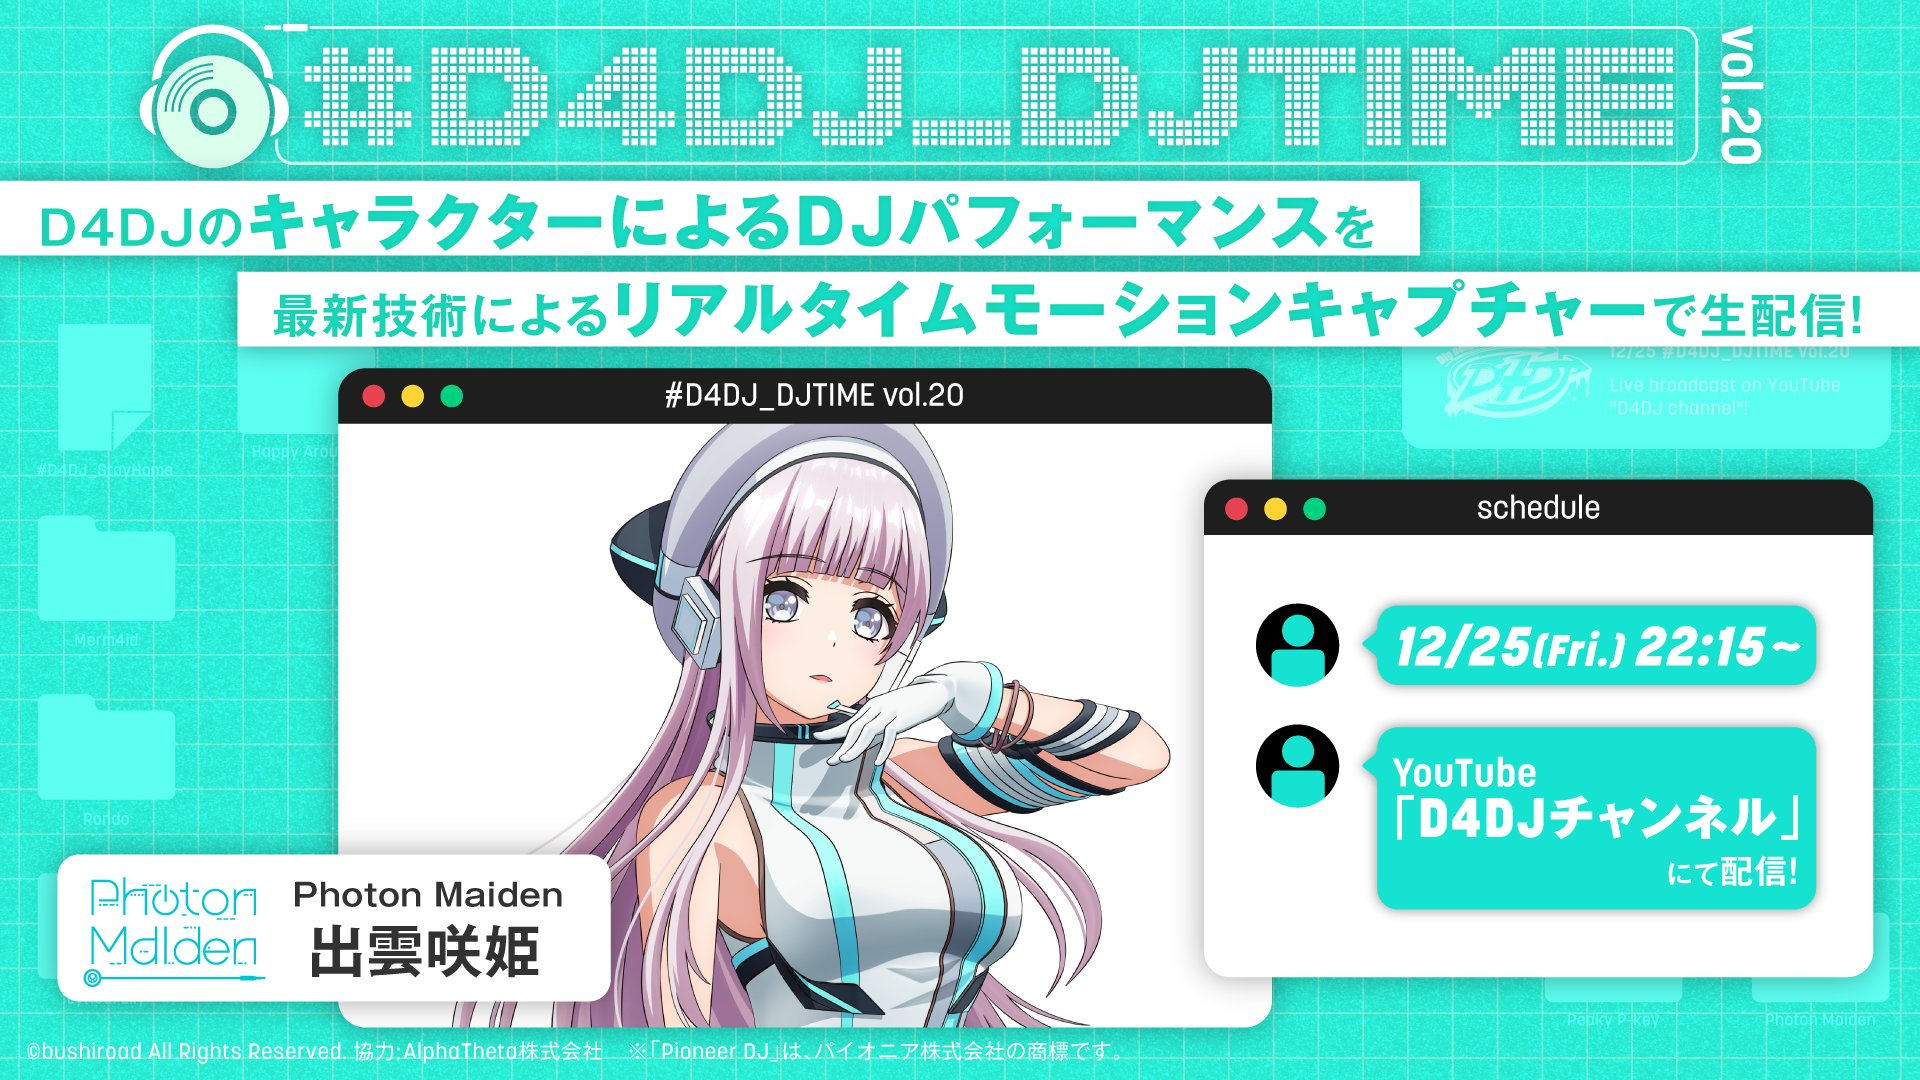 #D4DJ_DJTIME
vol.20
D4DJのキャラクターによるDJパフォーマンスを
最新技術によるリアルタイムモーションキャプチャーで生配信!
12/25 #D4DJ_DJTIME vol.20
Live broadcast on YouTube
"D4DJ channel"!
D4DJ
#D4DJ_StayHome
Happy Arou
Merm4id
Rondo
#D4DJ_DJTIME vol.20
schedule
12/25(Fri.) 22:15~
YouTube
「D4DJチャンネル」
にて配信!
Photon
Maiden
Photon Maiden
出雲咲姫
Peaky P-key
Photon Maiden
©bushiroad All Rights Reserved. 協力:AlphaTheta株式会社 ※「Pioneer DJ」は、パイオニア株式会社の商標です。